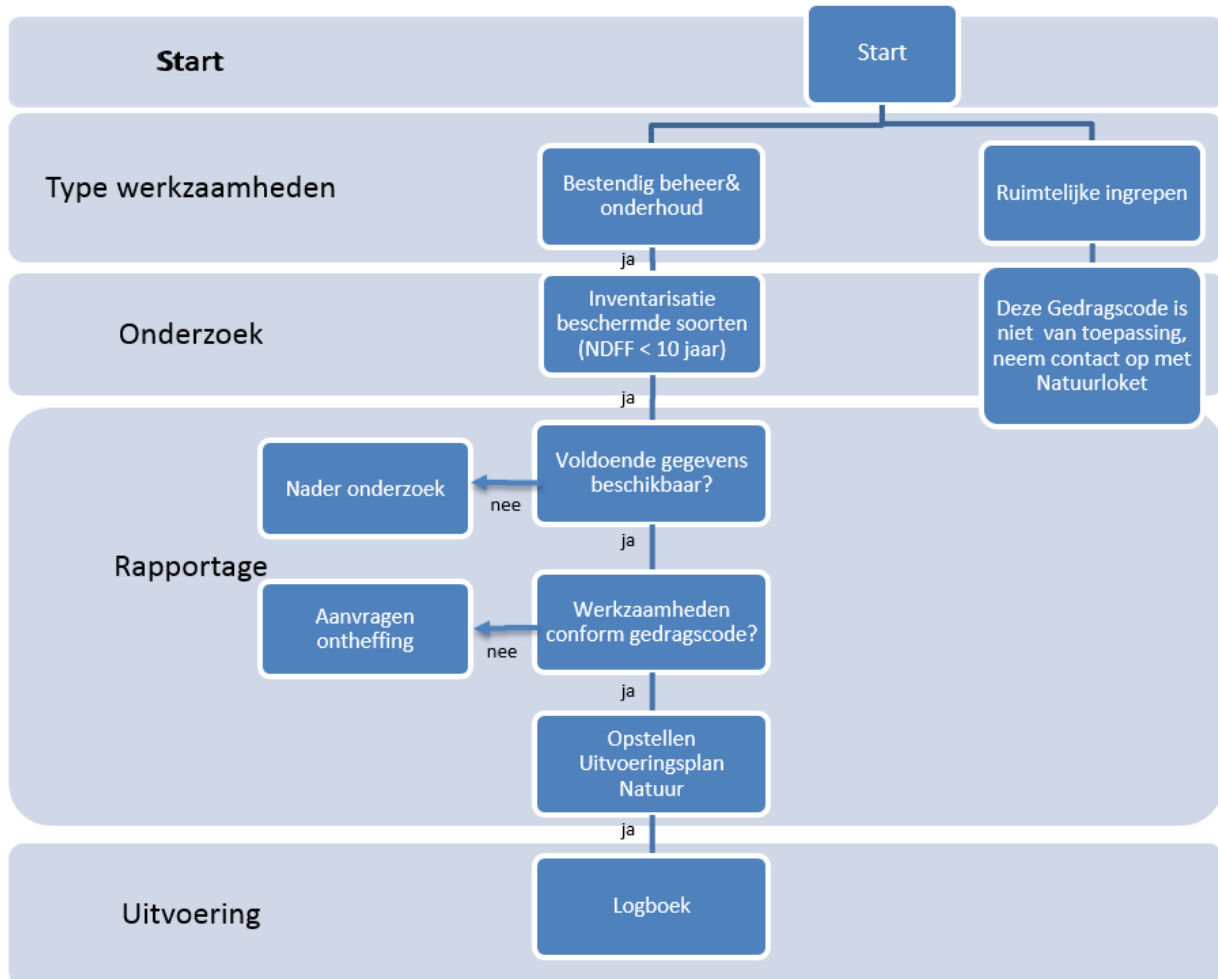 Start
Start
Type werkzaamheden
Bestendig beheer&
onderhoud
Ruimtelijke ingrepen
ja
Onderzoek
Inventarisatie
beschermde soorten
(NDFF < 10 jaar)
Deze Gedragscode is
niet van toepassing,
neem contact op met
Natuurloket
ja
Rapportage
Voldoende gegevens
beschikbaar?
nee
Nader onderzoek
ja
Werkzaamheden
conform gedragscode?
nee
Aanvragen
ontheffing
ja
Opstellen
Uitvoeringsplan
Natuur
ja
Uitvoering
Logboek